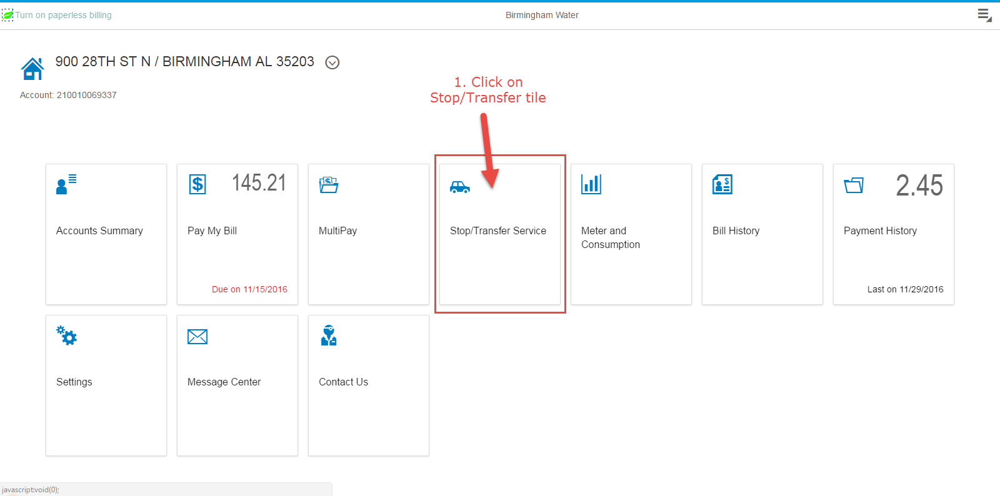 Turn on paperless billing
Birmingham Water
900 28TH ST N / BIRMINGHAM AL 35203
Account: 210010069337
1. Click on
Stop/Transfer tile
Accounts Summary
$ 145.21
Pay My Bill
Due on 11/15/2016
$
MultiPay
Stop/Transfer Service
Meter and
Consumption
$
Bill History
2.45
Payment History
Last on 11/29/2016
Settings
Message Center
Contact Us
javascript:void(0);